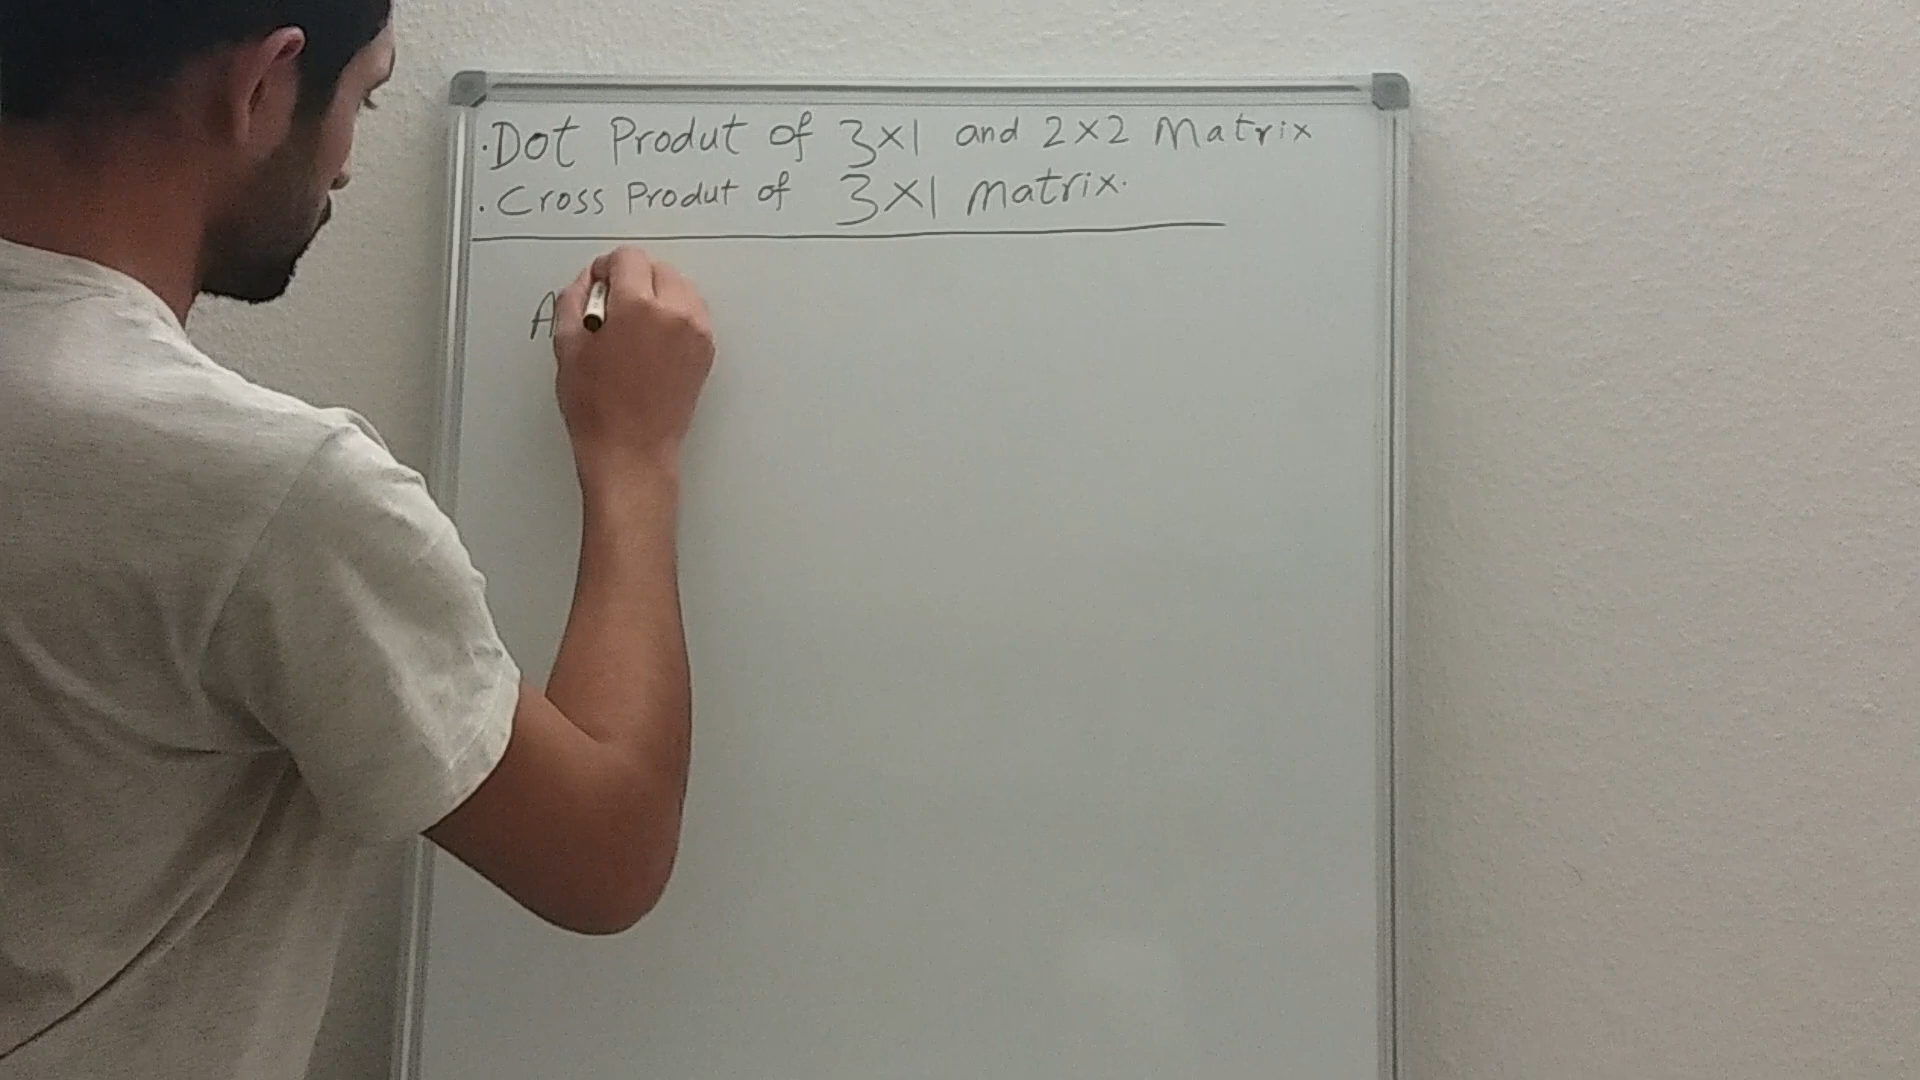 .Dot Produt of 3×1 and 2×2 Matrix
.Cross Produt of 3×1 matrix.
A